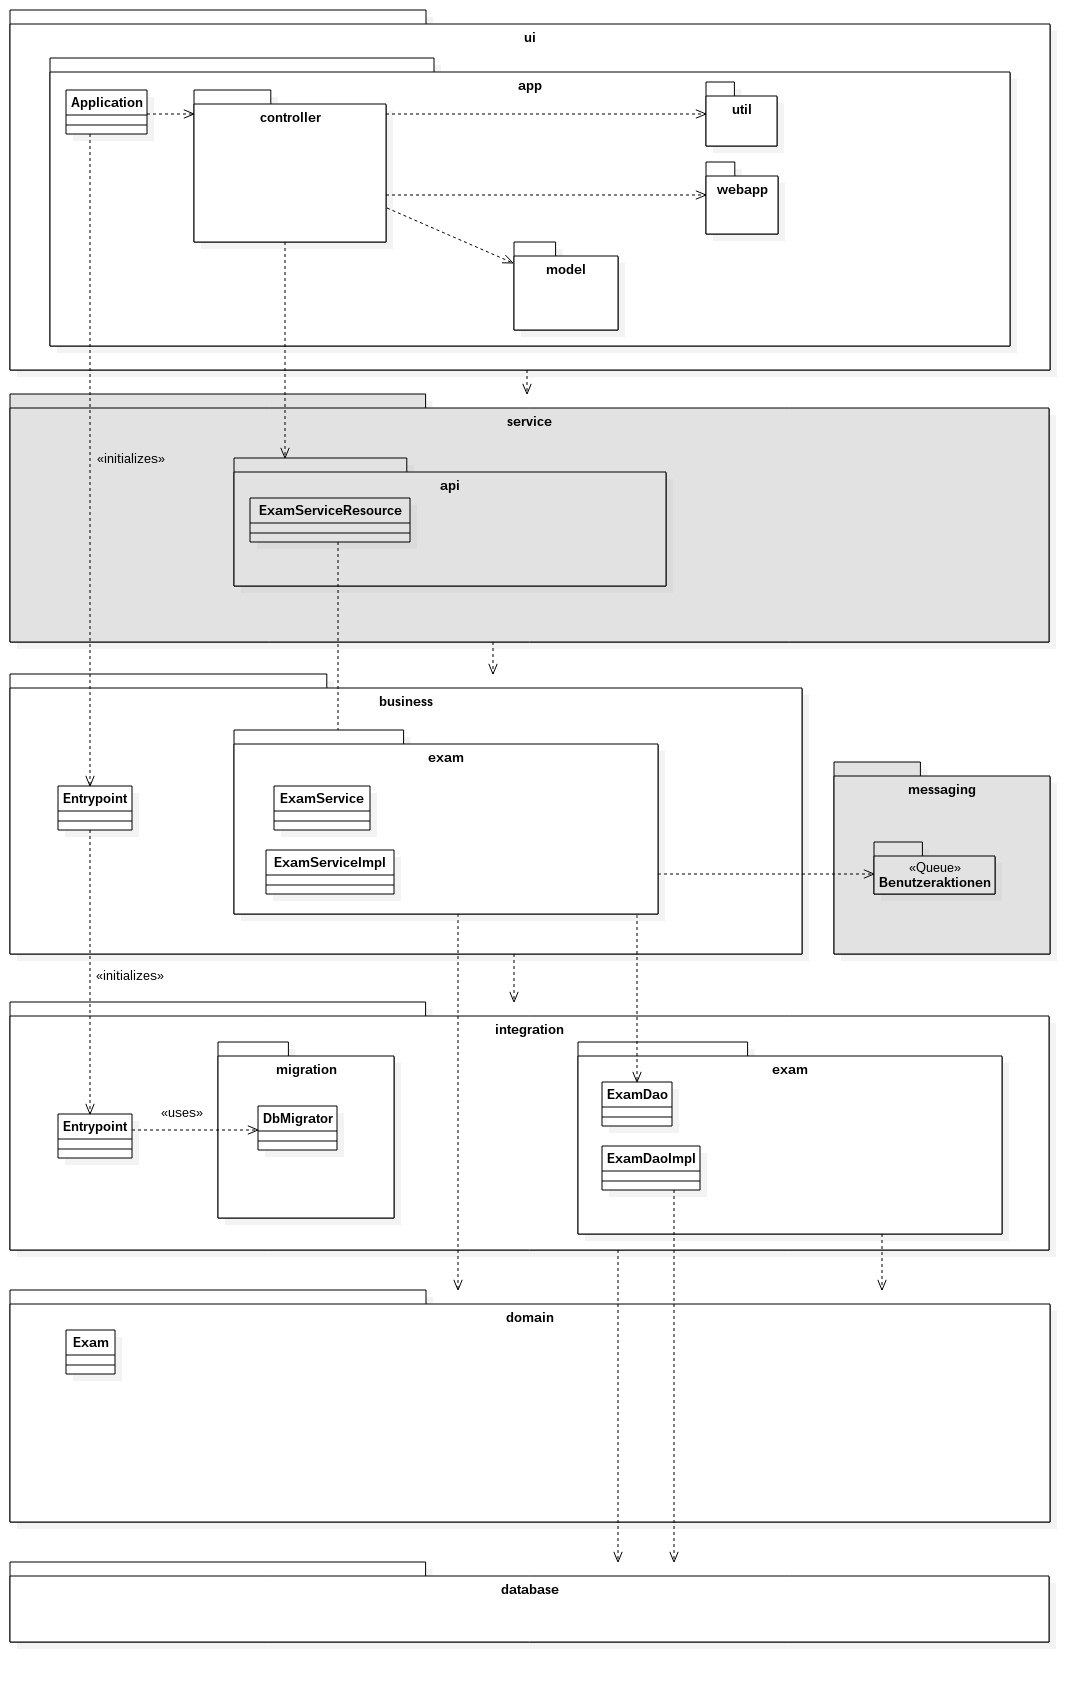 ui
app
Application
controller
util
webapp
model
service
«initializes»
api
ExamServiceResource
business
exam
Entrypoint
ExamService
ExamServiceImpl
messaging
«Queue»
Benutzeraktionen
«initializes»
integration
migration
exam
ExamDao
Entrypoint
«uses»
DbMigrator
ExamDaoImpl
domain
Exam
database